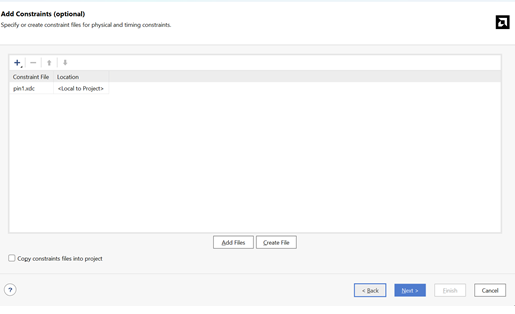 Add Constraints (optional)
Specify or create constraint files for physical and timing constraints.
Constraint File Location
pin1.xdc <Local to Project>
Add Files Create File
Copy constraints files into project
? < Back Next > Finish Cancel